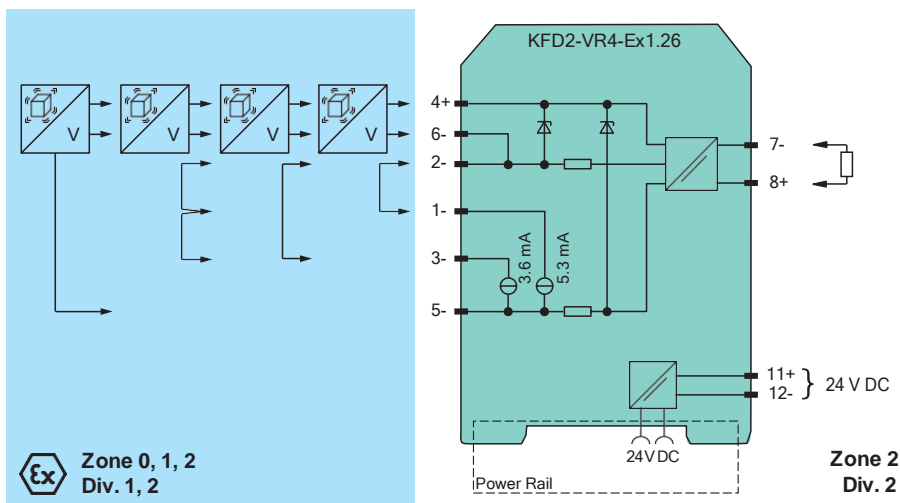 KFD2-VR4-Ex1.26
V
V
V
V
4+
6-
2-
1-
3-
5-
3.6 mA
5.3 mA
7-
8+
11+
12-
} 24 V DC
24V DC
Power Rail
Ex
Zone 0, 1, 2
Div. 1, 2
Zone 2
Div. 2